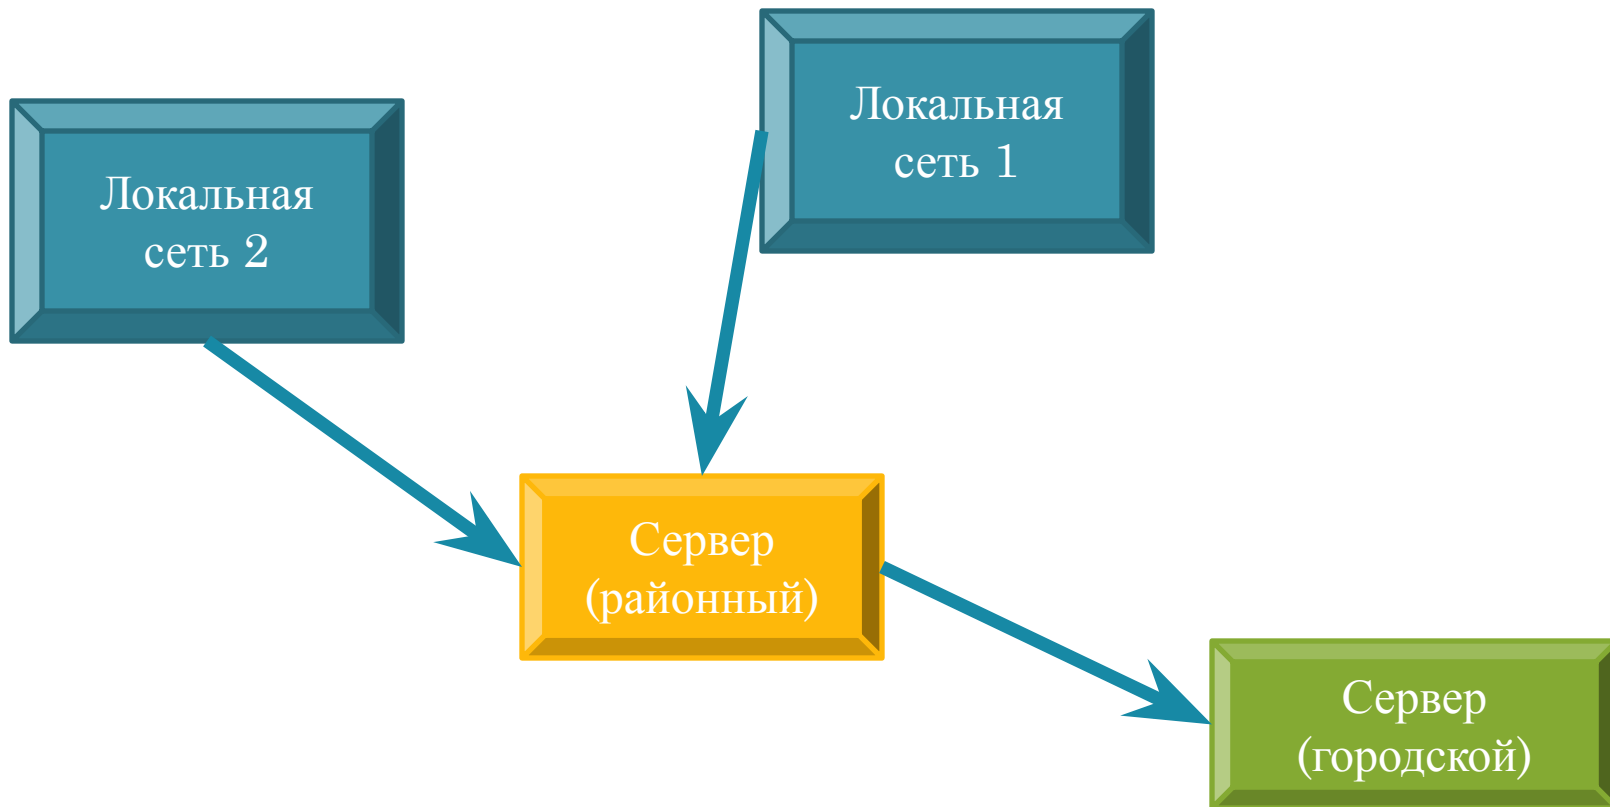 Локальная
сеть 1
Локальная
сеть 2
Сервер
(районный)
Сервер
(городской)